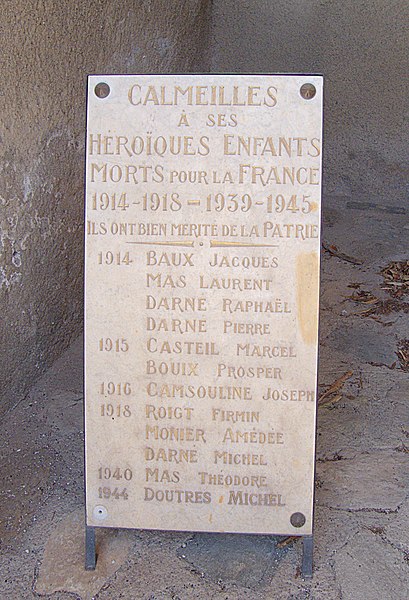 CALMEILLES
À SES
HÉROÏQUES ENFANTS
MORTS POUR LA FRANCE
1914-1918-1939-1945
ILS ONT BIEN MÉRITÉ DE LA PATRIE
1914 BAUX JACQUES
MAS LAURENT
DARNÉ RAPHAËL
DARNÉ PIERRE
1915 CASTEIL MARCEL
BOUIX PROSPER
1916 CAMSOULINE JOSEPH
1918 ROIGT FIRMIN
MONIER AMÉDÉE
DARNÉ MICHEL
1940 MAS THÉODORE
1944 DOUTRES MICHEL